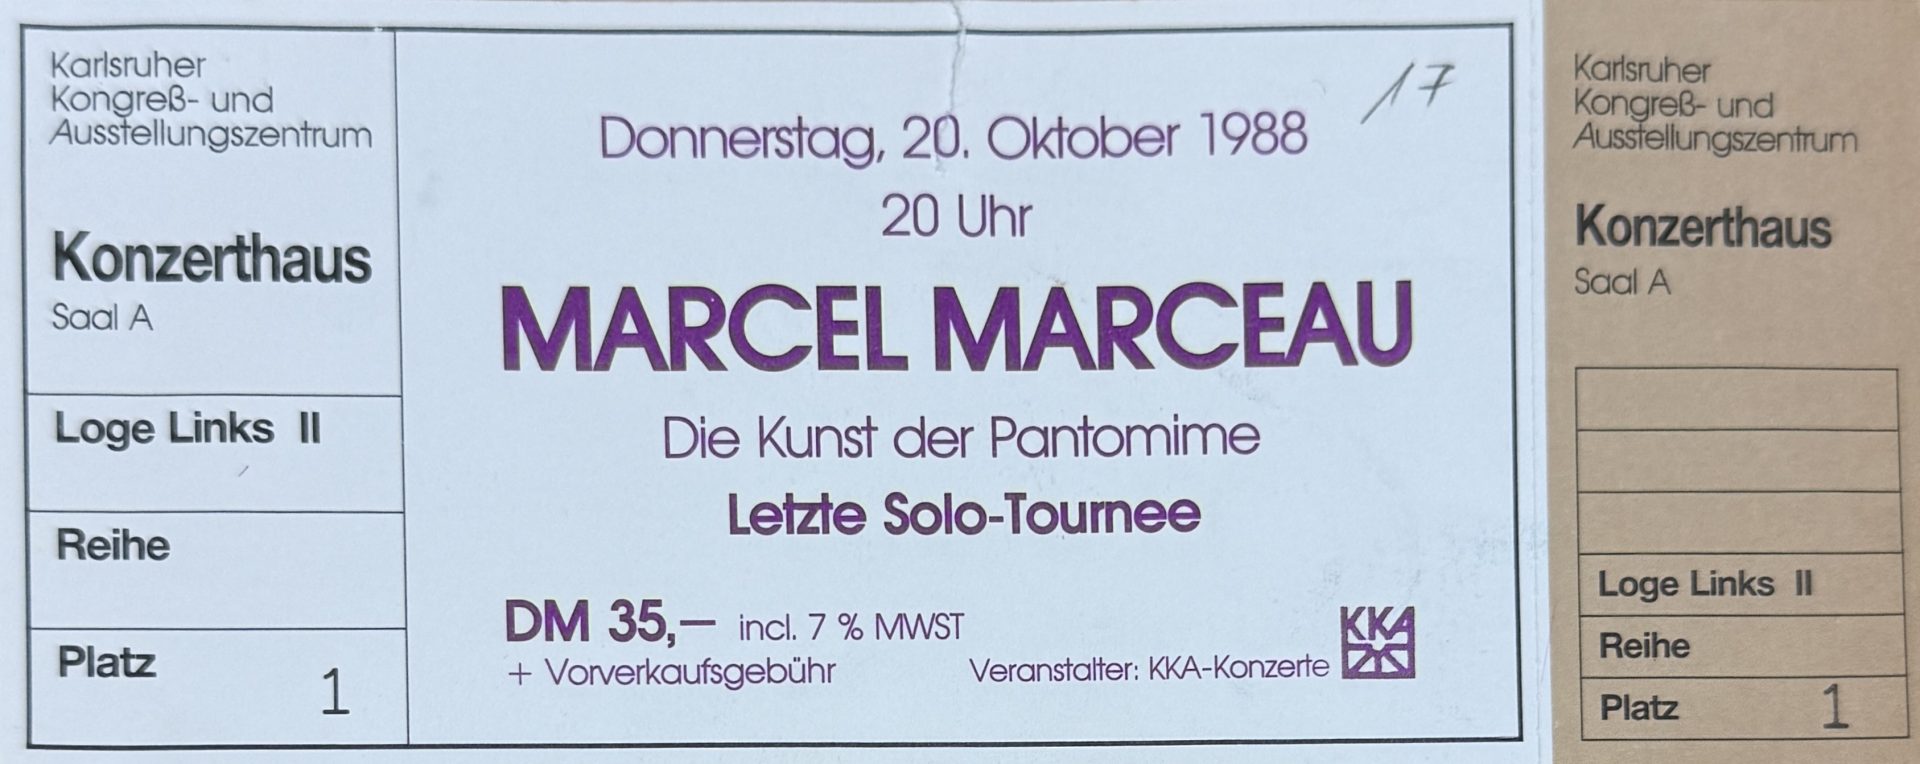 Karlsruher
Kongreß- und
Ausstellungszentrum
Konzerthaus
Saal A
Loge Links II
Reihe
Platz 1
17
Donnerstag, 20. Oktober 1988
20 Uhr
MARCEL MARCEAU
Die Kunst der Pantomime
Letzte Solo-Tournee
DM 35,— incl. 7 % MWST
+ Vorverkaufsgebühr
Veranstalter: KKA-Konzerte
KKA
Karlsruher
Kongreß- und
Ausstellungszentrum
Konzerthaus
Saal A
Loge Links II
Reihe
Platz 1